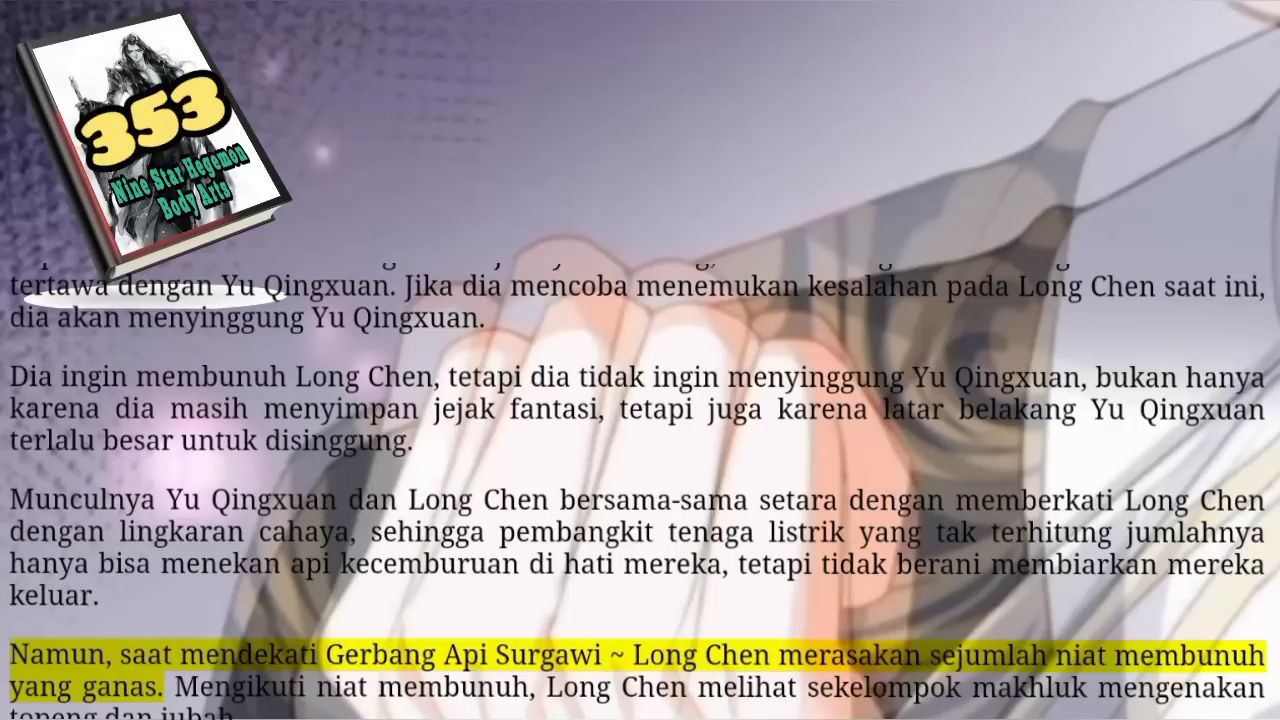 353
Nine Star Hegemon
Body Arts
tertawa dengan Yu Qingxuan. Jika dia mencoba menemukan kesalahan pada Long Chen saat ini,
dia akan menyinggung Yu Qingxuan.
Dia ingin membunuh Long Chen, tetapi dia tidak ingin menyinggung Yu Qingxuan, bukan hanya
karena dia masih menyimpan jejak fantasi, tetapi juga karena latar belakang Yu Qingxuan
terlalu besar untuk disinggung.
Munculnya Yu Qingxuan dan Long Chen bersama-sama setara dengan memberkati Long Chen
dengan lingkaran cahaya, sehingga pembangkit tenaga listrik yang tak terhitung jumlahnya
hanya bisa menekan api kecemburuan di hati mereka, tetapi tidak berani membiarkan mereka
keluar.
Namun, saat mendekati Gerbang Api Surgawi ~ Long Chen merasakan sejumlah niat membunuh
yang ganas. Mengikuti niat membunuh, Long Chen melihat sekelompok makhluk mengenakan
topeng dan jubah